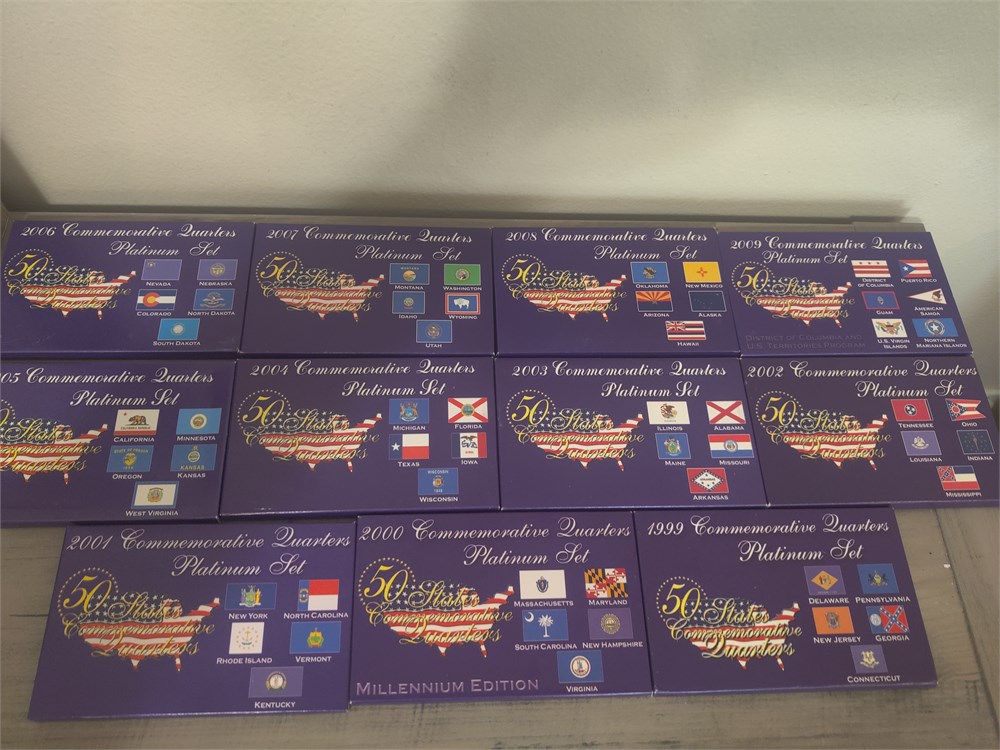 2006 Commemorative Quarters
Platinum Set
50 States
Commemorative
Quarters
NEVADA NEBRASKA
COLORADO NORTH DAKOTA
SOUTH DAKOTA
2007 Commemorative Quarters
Platinum Set
50 States
Commemorative
Quarters
MONTANA WASHINGTON
IDAHO WYOMING
UTAH
2008 Commemorative Quarters
Platinum Set
50 States
Commemorative
Quarters
OKLAHOMA NEW MEXICO
ARIZONA ALASKA
HAWAII
2009 Commemorative Quarters
Platinum Set
50 States
Commemorative
Quarters
DISTRICT OF COLUMBIA PUERTO RICO
GUAM AMERICAN SAMOA
U.S. VIRGIN ISLANDS NORTHERN MARIANA ISLANDS
DISTRICT OF COLUMBIA AND
U.S. TERRITORIES PROGRAM
05 Commemorative Quarters
Platinum Set
50 States
Commemorative
Quarters
CALIFORNIA MINNESOTA
OREGON KANSAS
WEST VIRGINIA
2004 Commemorative Quarters
Platinum Set
50 States
Commemorative
Quarters
MICHIGAN FLORIDA
TEXAS IOWA
WISCONSIN
2003 Commemorative Quarters
Platinum Set
50 States
Commemorative
Quarters
ILLINOIS ALABAMA
MAINE MISSOURI
ARKANSAS
2002 Commemorative Quarters
Platinum Set
50 States
Commemorative
Quarters
TENNESSEE OHIO
LOUISIANA INDIANA
MISSISSIPPI
2001 Commemorative Quarters
Platinum Set
50 States
Commemorative
Quarters
NEW YORK NORTH CAROLINA
RHODE ISLAND VERMONT
KENTUCKY
2000 Commemorative Quarters
Platinum Set
50 States
Commemorative
Quarters
MASSACHUSETTS MARYLAND
SOUTH CAROLINA NEW HAMPSHIRE
VIRGINIA
MILLENNIUM EDITION
1999 Commemorative Quarters
Platinum Set
50 States
Commemorative
Quarters
DELAWARE PENNSYLVANIA
NEW JERSEY GEORGIA
CONNECTICUT